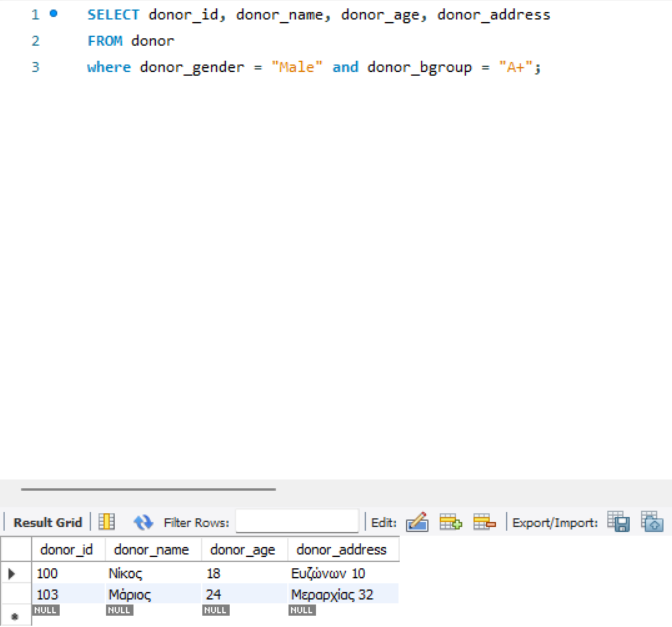 1 SELECT donor_id, donor_name, donor_age, donor_address
2 FROM donor
3 where donor_gender = "Male" and donor_bgroup = "A+";
Result Grid Filter Rows: Edit: Export/Import:
donor_id donor_name donor_age donor_address
100 Νίκος 18 Ευζώνων 10
103 Μάριος 24 Μεραρχίας 32
NULL NULL NULL NULL